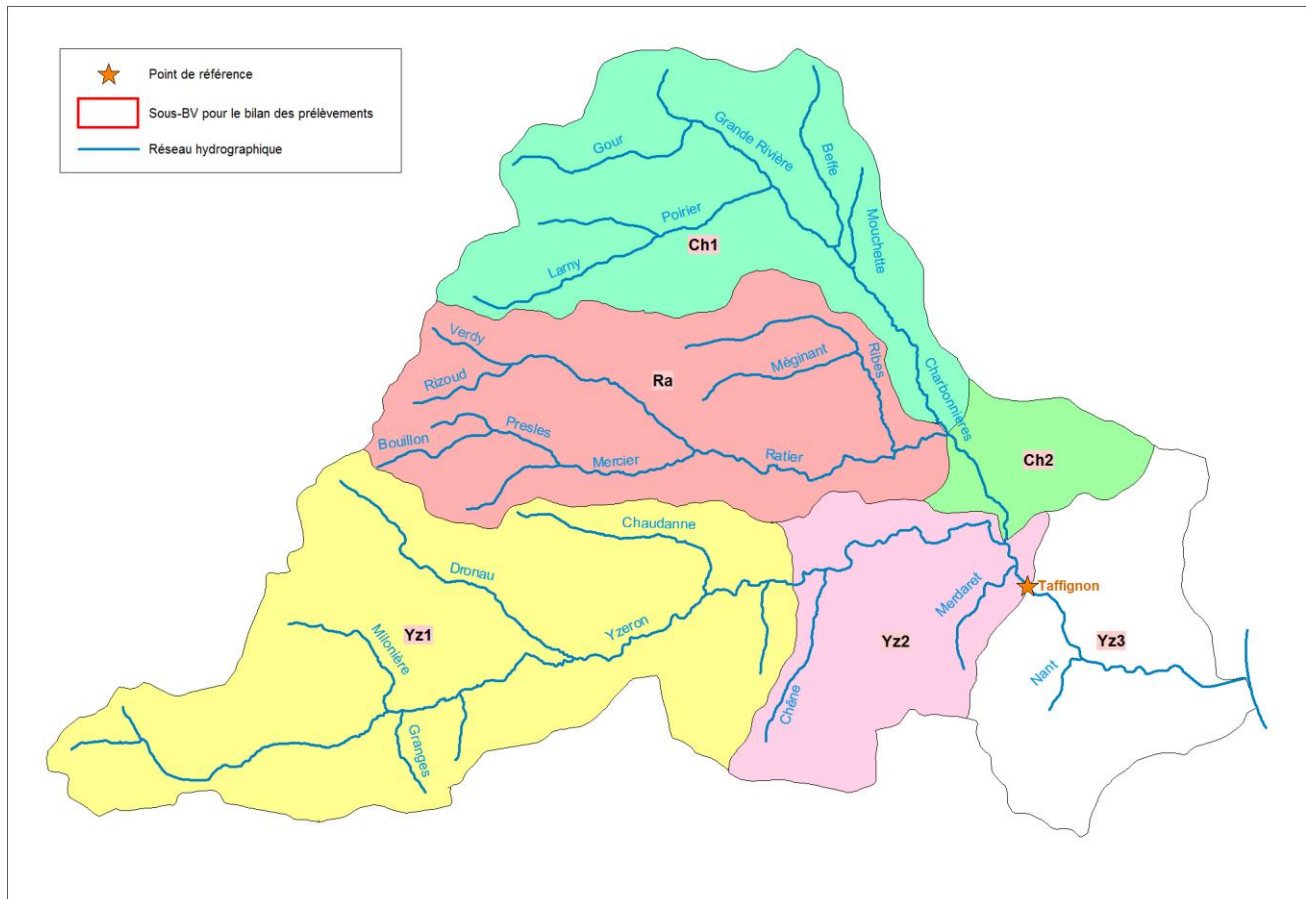 Point de référence
Sous-BV pour le bilan des prélèvements
Réseau hydrographique
Gour
Grande Rivière
Beffe
Poirier
Mouchette
Ch1
Larny
Verdy
Rizoud
Ra
Méginant
Ribes
Charbonnières
Bouillon
Presles
Mercier
Ratier
Ch2
Chaudanne
Dronau
Milonière
Yz1
Yzeron
Granges
Chêne
Yz2
Merdaret
Taffignon
Yz3
Nant